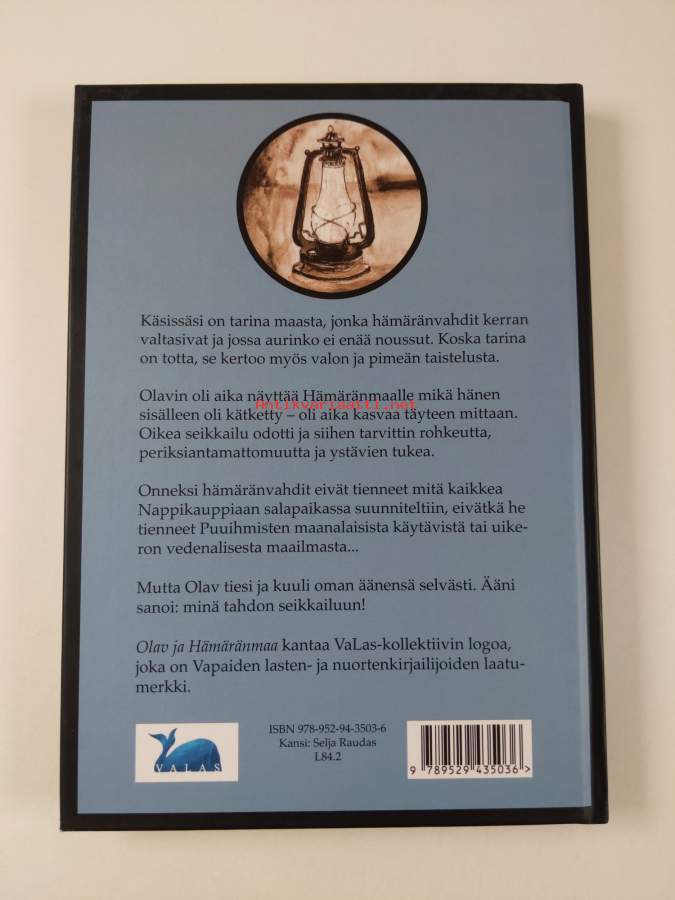 Käsissäsi on tarina maasta, jonka hämäränvahdit kerran
valtasivat ja jossa aurinko ei enää noussut. Koska tarina
on totta, se kertoo myös valon ja pimeän taistelusta.
Olavin oli aika näyttää Hämäränmaalle mikä hänen
Antikvariaatti.net
sisälleen oli kätketty – oli aika kasvaa täyteen mittaan.
Oikea seikkailu odotti ja siihen tarvittin rohkeutta,
periksiantamattomuutta ja ystävien tukea.
Onneksi hämäränvahdit eivät tienneet mitä kaikkea
Nappikauppiaan salapaikassa suunniteltiin, eivätkä he
tienneet Puuihmisten maanalaisista käytävistä tai uike-
ron vedenalisesta maailmasta...
Mutta Olav tiesi ja kuuli oman äänensä selvästi. Ääni
sanoi: minä tahdon seikkailuun!
Olav ja Hämäränmaa kantaa VaLas-kollektiivin logoa,
joka on Vapaiden lasten- ja nuortenkirjailijoiden laatu-
merkki.
VALAS
ISBN 978-952-94-3503-6
Kansi: Selja Raudas
L84.2
9 789529 435036 >